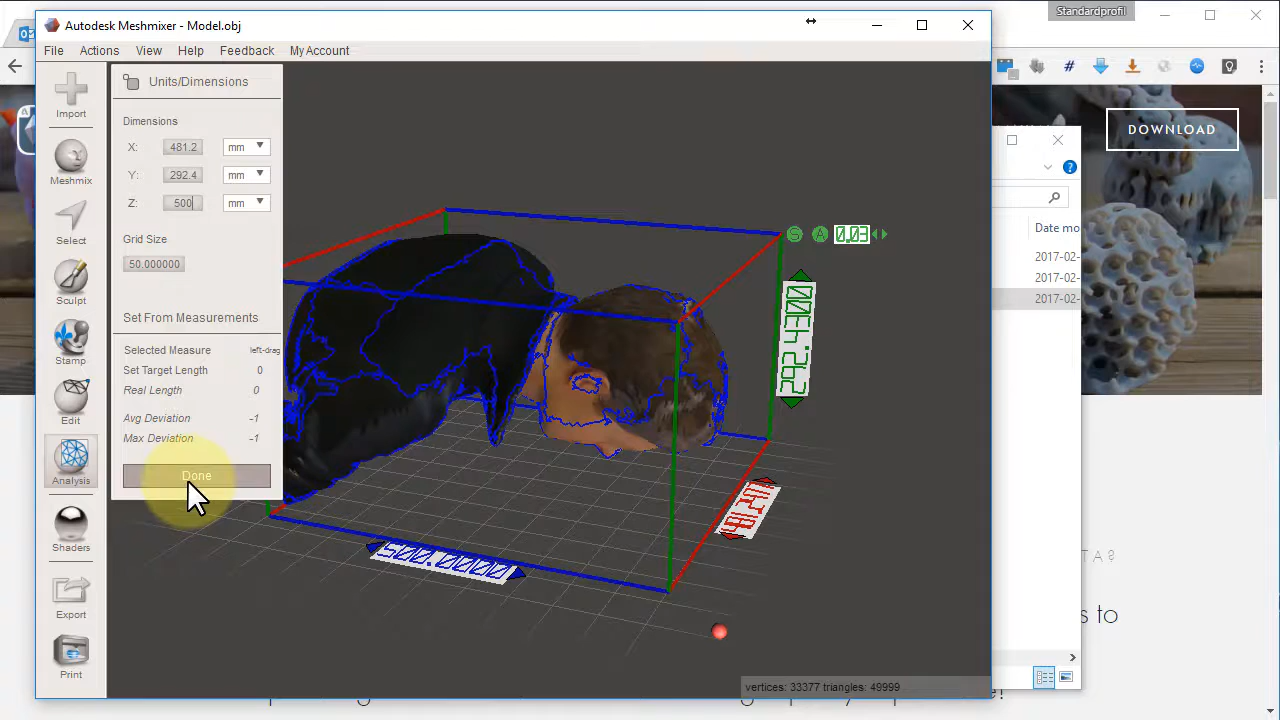 Standardprofil
Autodesk Meshmixer - Model.obj
File Actions View Help Feedback My Account
Import
Meshmix
Select
Sculpt
Stamp
Edit
Analysis
Shaders
Export
Print
Units/Dimensions
Dimensions
X: 481.2 mm
Y: 292.4 mm
Z: 500 mm
Grid Size
50.000000
Set From Measurements
Selected Measure left-drag
Set Target Length 0
Real Length 0
Avg Deviation -1
Max Deviation -1
Done
S A 0.03
292.4300
500.0000
vertices: 33377 triangles: 49999
DOWNLOAD
Date mo
2017-02-
2017-02-
2017-02-
T A ?
s to